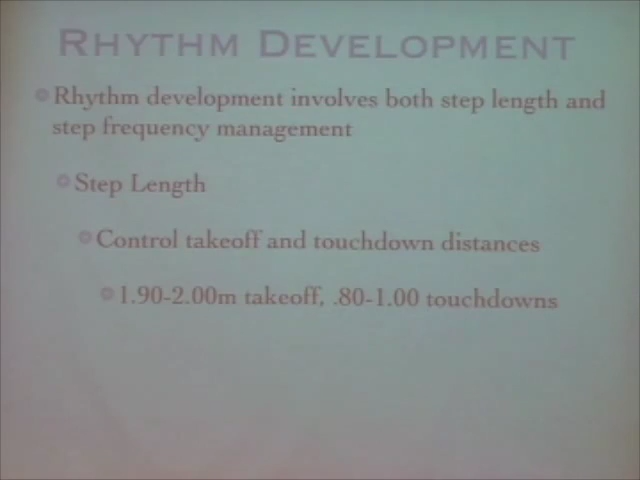 RHYTHM DEVELOPMENT
Rhythm development involves both step length and
step frequency management
Step Length
Control takeoff and touchdown distances
1.90-2.00m takeoff, .80-1.00 touchdowns